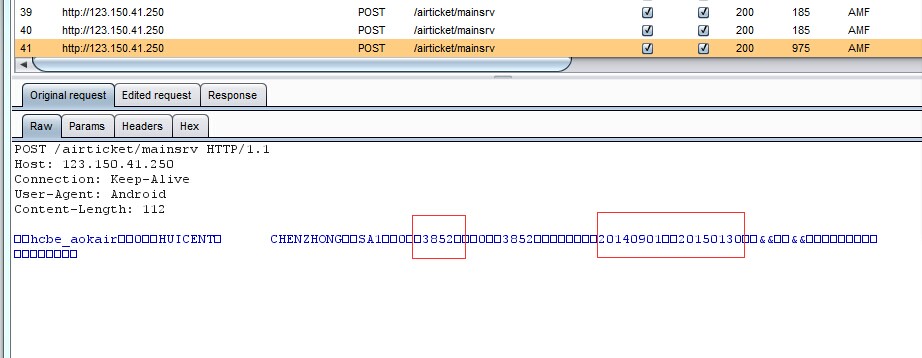 39 http://123.150.41.250 POST /airticket/mainsrv 200 185 AMF
40 http://123.150.41.250 POST /airticket/mainsrv 200 185 AMF
41 http://123.150.41.250 POST /airticket/mainsrv 200 975 AMF
Original request Edited request Response
Raw Params Headers Hex
POST /airticket/mainsrv HTTP/1.1
Host: 123.150.41.250
Connection: Keep-Alive
User-Agent: Android
Content-Length: 112
□□hcbe_aokair□□0□□HUICENT□ CHENZHONG□□SA1□□0□□3852□□□0□□3852□□□□□□□□20140901□□20150130□□&&□□&&□□□□□□□□□
□□□□□□□□